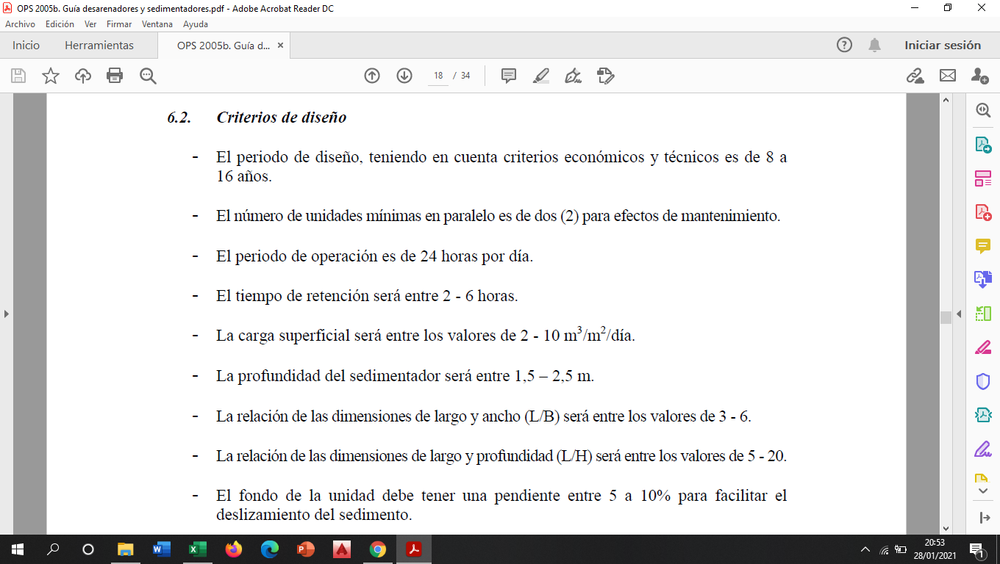 OPS 2005b. Guía desarenadores y sedimentadores.pdf - Adobe Acrobat Reader DC
Archivo Edición Ver Firmar Ventana Ayuda
Inicio Herramientas OPS 2005b. Guía d... × Iniciar sesión
18 / 34
6.2. Criterios de diseño
- El periodo de diseño, teniendo en cuenta criterios económicos y técnicos es de 8 a
16 años.
- El número de unidades mínimas en paralelo es de dos (2) para efectos de mantenimiento.
- El periodo de operación es de 24 horas por día.
- El tiempo de retención será entre 2 - 6 horas.
- La carga superficial será entre los valores de 2 - 10 m³/m²/día.
- La profundidad del sedimentador será entre 1,5 – 2,5 m.
- La relación de las dimensiones de largo y ancho (L/B) será entre los valores de 3 - 6.
- La relación de las dimensiones de largo y profundidad (L/H) será entre los valores de 5 - 20.
- El fondo de la unidad debe tener una pendiente entre 5 a 10% para facilitar el
deslizamiento del sedimento.
20:53
28/01/2021
1